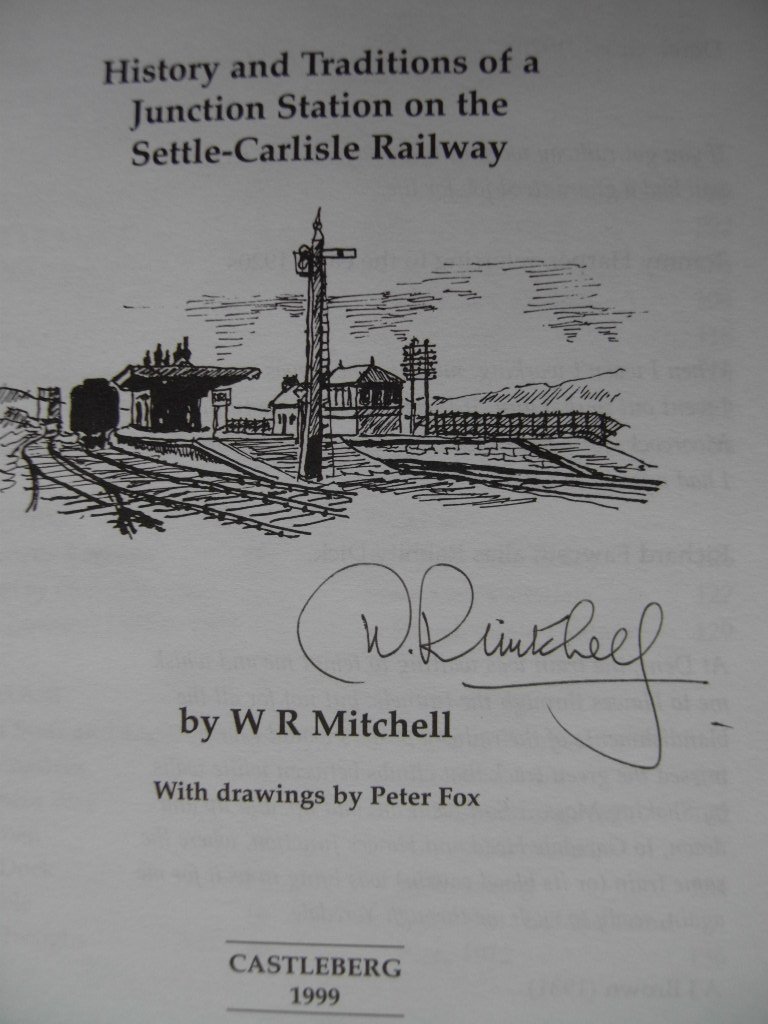 History and Traditions of a
Junction Station on the
Settle-Carlisle Railway
W. R Mitchell
by W R Mitchell
With drawings by Peter Fox
CASTLEBERG
1999